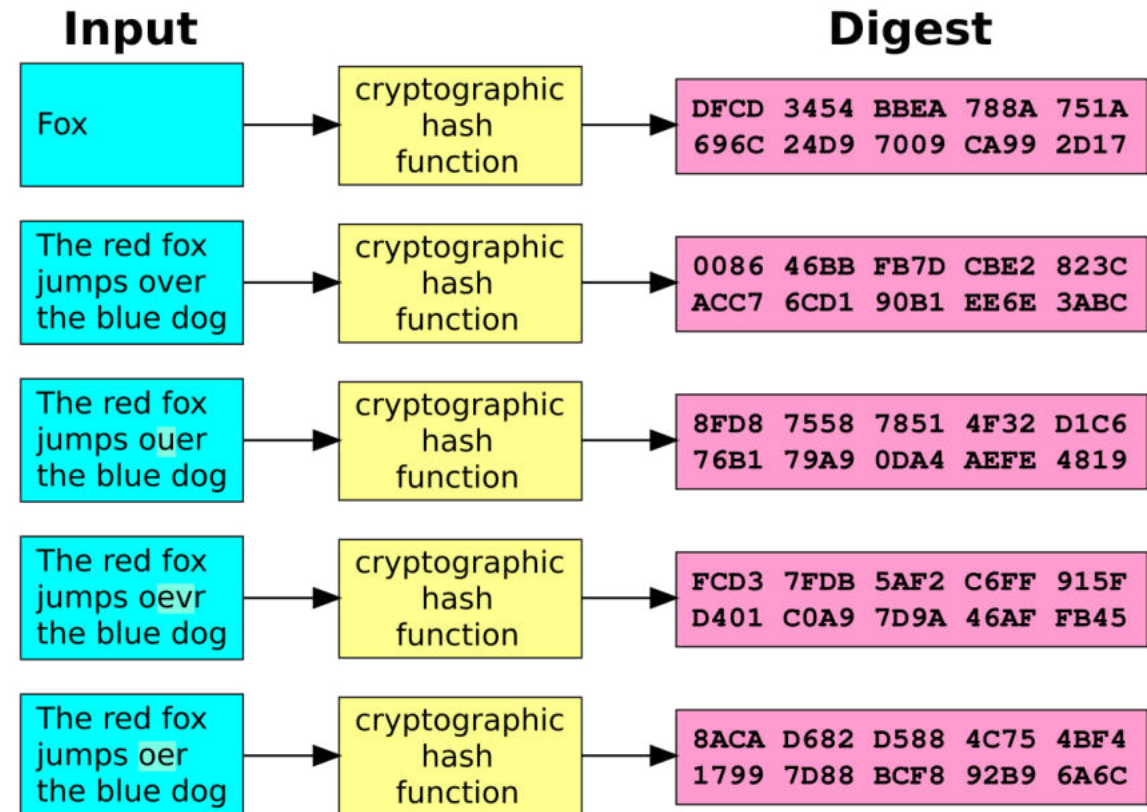 Input
Digest
Fox
cryptographic
hash
function
DFCD 3454 BBEA 788A 751A
696C 24D9 7009 CA99 2D17
The red fox
jumps over
the blue dog
cryptographic
hash
function
0086 46BB FB7D CBE2 823C
ACC7 6CD1 90B1 EE6E 3ABC
The red fox
jumps ouer
the blue dog
cryptographic
hash
function
8FD8 7558 7851 4F32 D1C6
76B1 79A9 0DA4 AEFE 4819
The red fox
jumps oevr
the blue dog
cryptographic
hash
function
FCD3 7FDB 5AF2 C6FF 915F
D401 C0A9 7D9A 46AF FB45
The red fox
jumps oer
the blue dog
cryptographic
hash
function
8ACA D682 D588 4C75 4BF4
1799 7D88 BCF8 92B9 6A6C